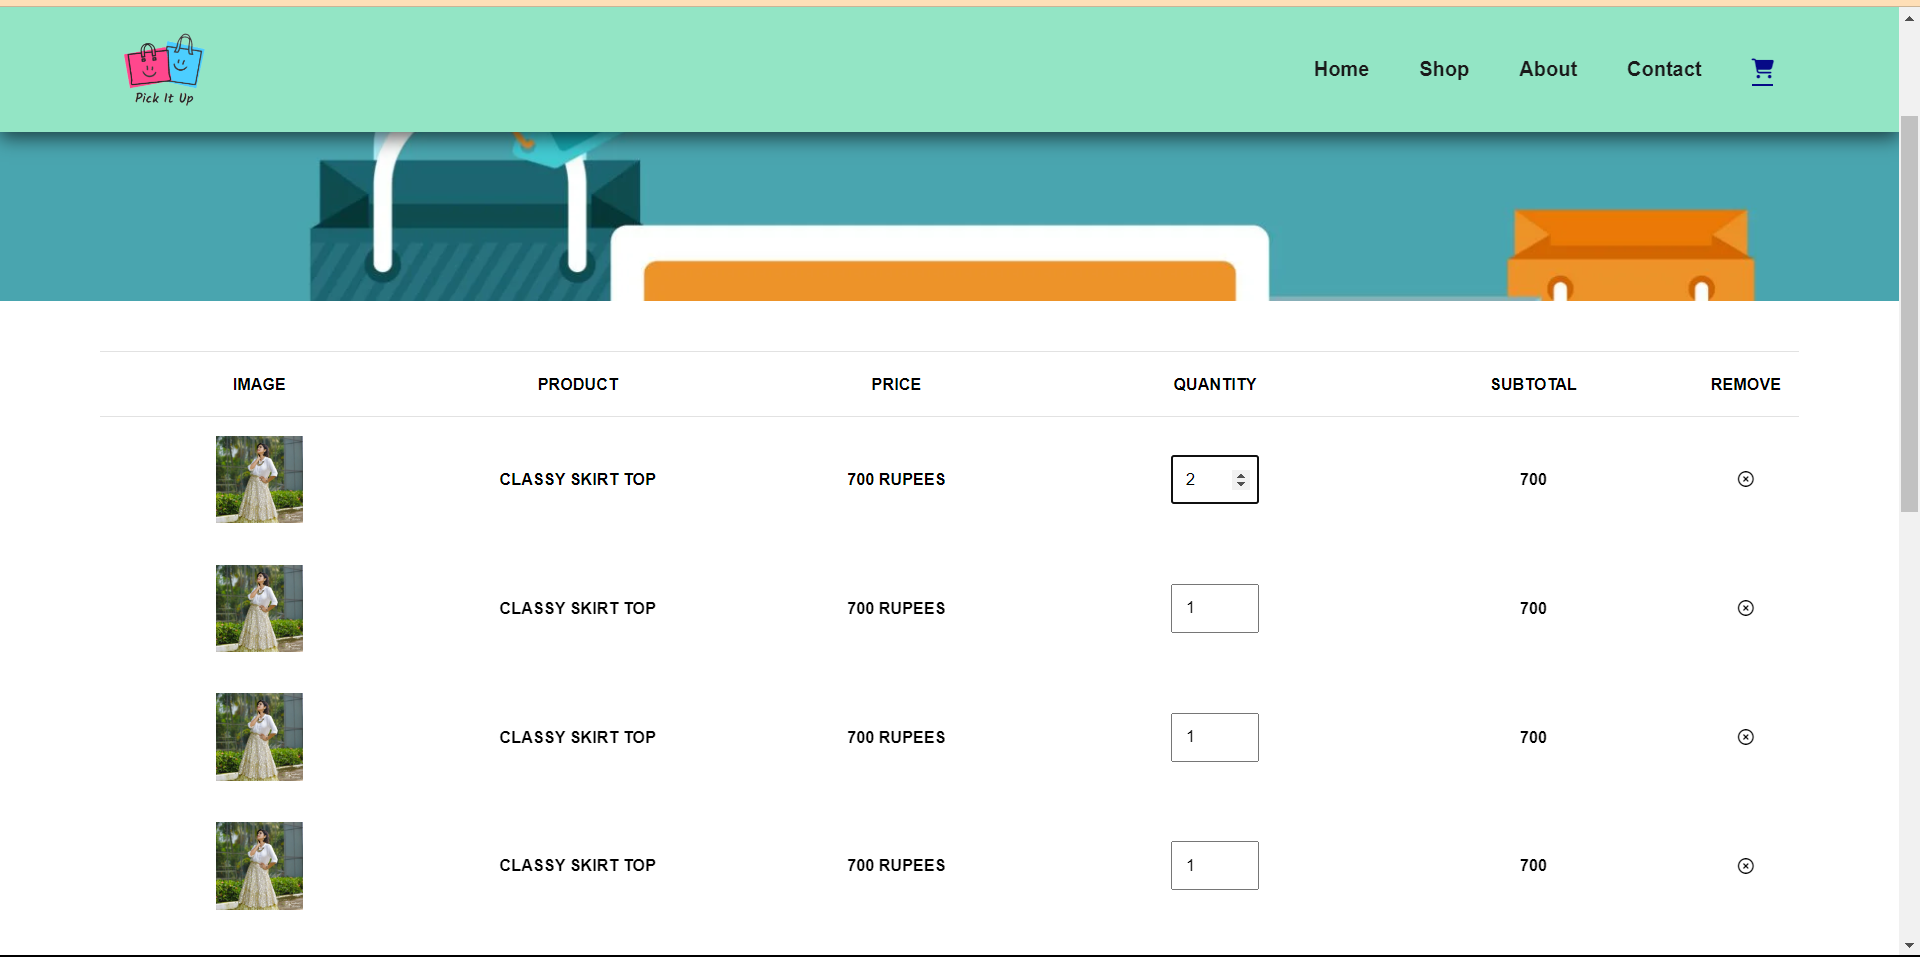 Pick It Up
Home Shop About Contact
IMAGE PRODUCT PRICE QUANTITY SUBTOTAL REMOVE
CLASSY SKIRT TOP 700 RUPEES 2 700
CLASSY SKIRT TOP 700 RUPEES 1 700
CLASSY SKIRT TOP 700 RUPEES 1 700
CLASSY SKIRT TOP 700 RUPEES 1 700